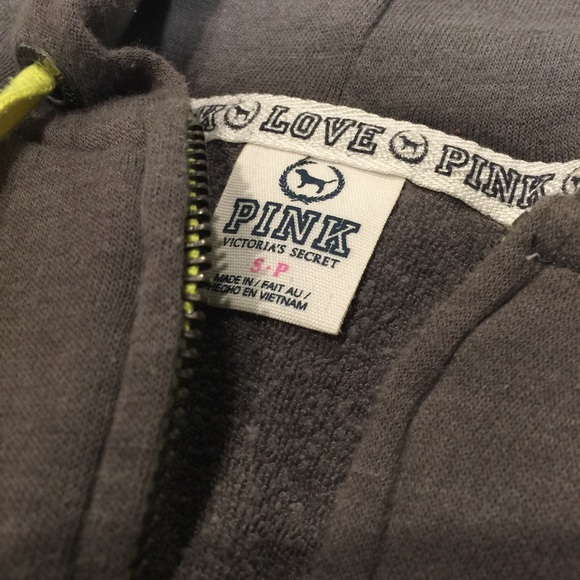 LOVE PINK
PINK
VICTORIA'S SECRET
S·P
MADE IN / FAIT AU /
HECHO EN VIETNAM